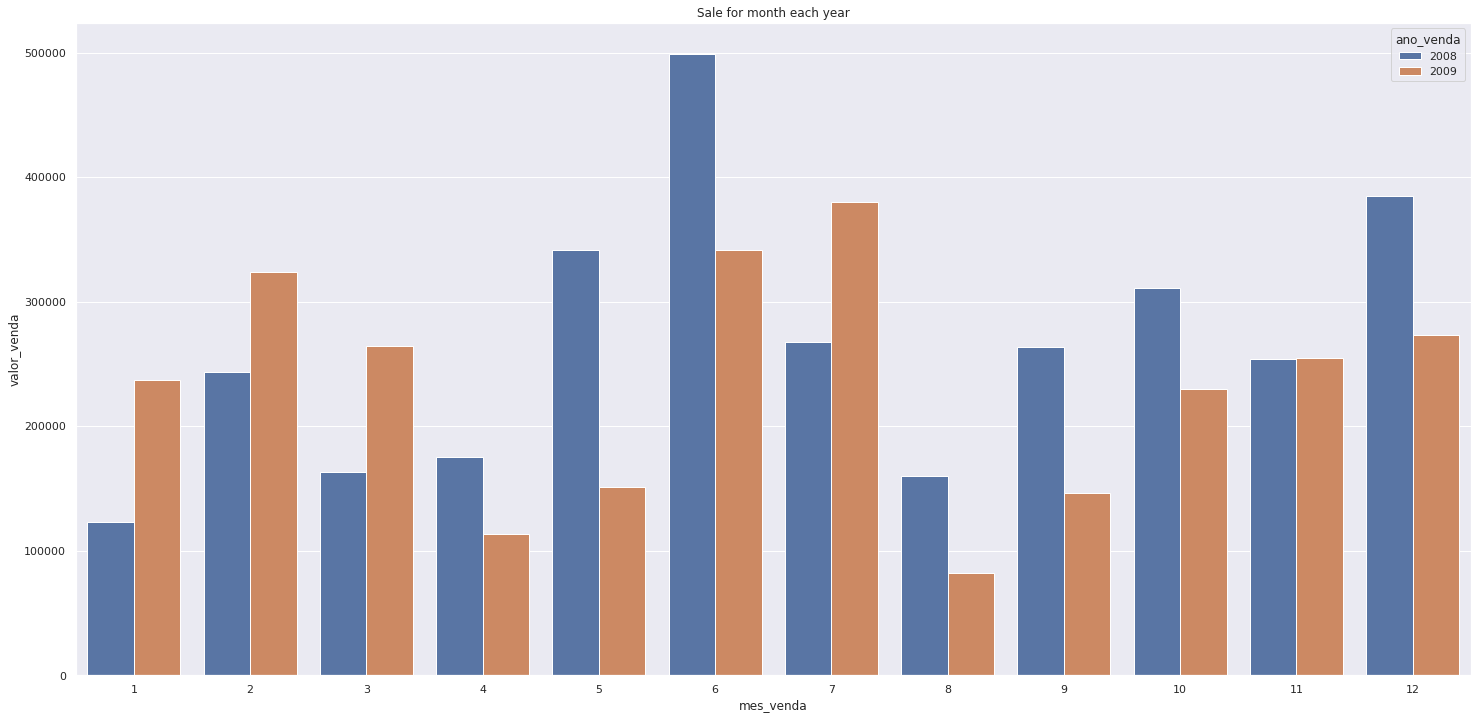 Sale for month each year
ano_venda
2008
2009
500000
400000
300000
200000
100000
0
valor_venda
1 2 3 4 5 6 7 8 9 10 11 12
mes_venda